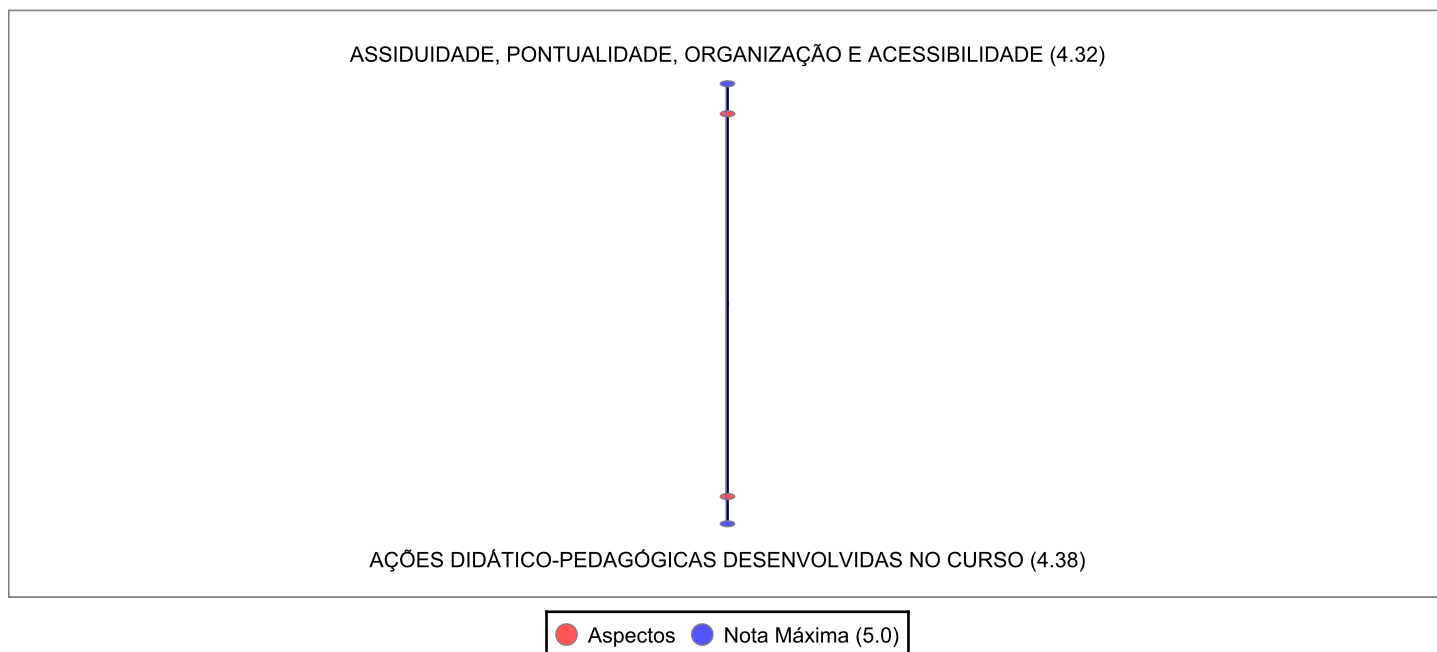 ASSIDUIDADE, PONTUALIDADE, ORGANIZAÇÃO E ACESSIBILIDADE (4.32)
AÇÕES DIDÁTICO-PEDAGÓGICAS DESENVOLVIDAS NO CURSO (4.38)
Aspectos Nota Máxima (5.0)